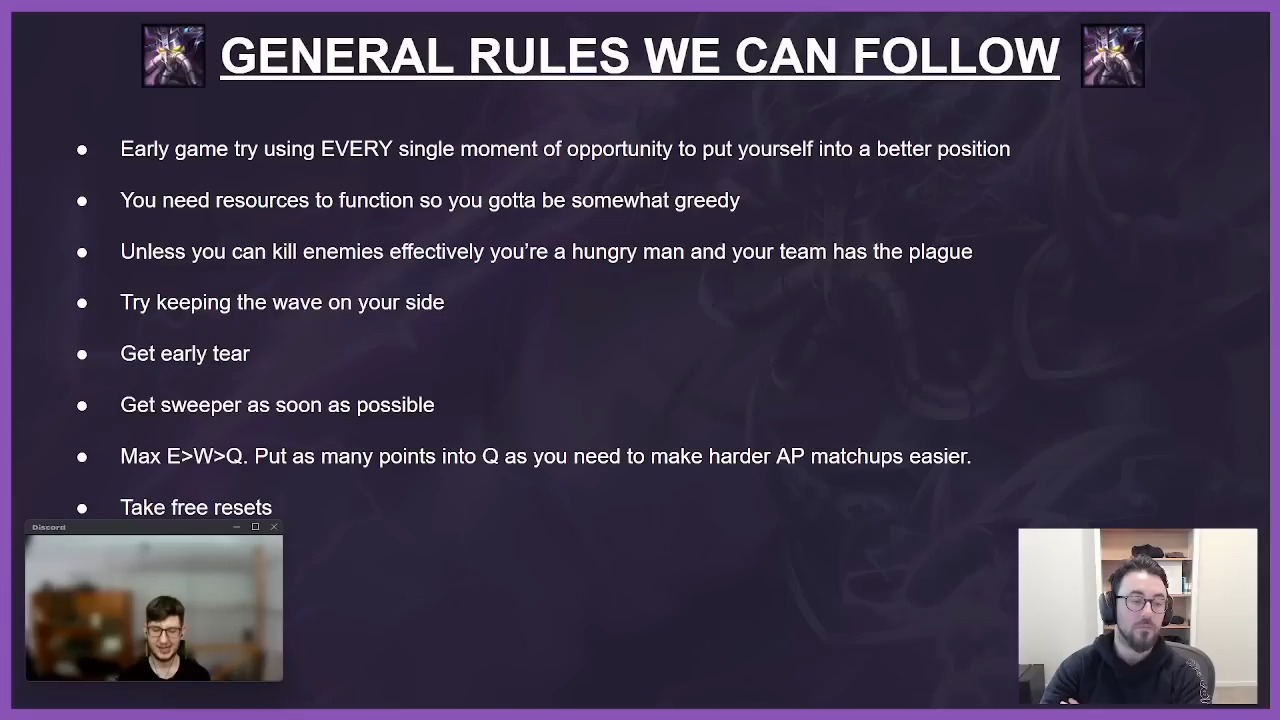 GENERAL RULES WE CAN FOLLOW
● Early game try using EVERY single moment of opportunity to put yourself into a better position
● You need resources to function so you gotta be somewhat greedy
● Unless you can kill enemies effectively you’re a hungry man and your team has the plague
● Try keeping the wave on your side
● Get early tear
● Get sweeper as soon as possible
● Max E>W>Q. Put as many points into Q as you need to make harder AP matchups easier.
● Take free resets
Discord